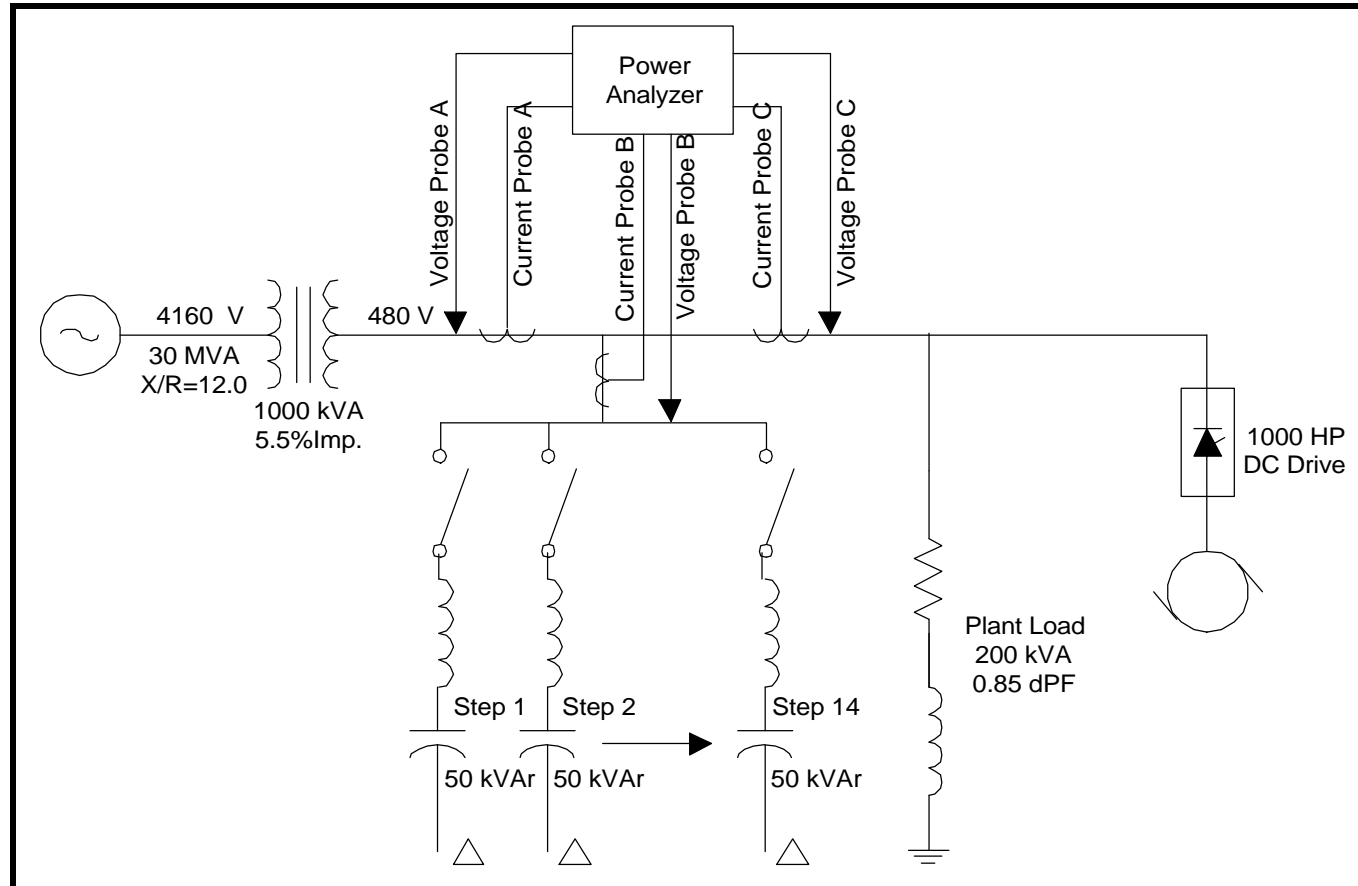 Power
Analyzer
Voltage Probe A
Current Probe A
Current Probe B
Voltage Probe B
Current Probe C
Voltage Probe C
4160 V
480 V
30 MVA
X/R=12.0
1000 kVA
5.5%Imp.
1000 HP
DC Drive
Plant Load
200 kVA
0.85 dPF
Step 1
Step 2
Step 14
50 kVAr
50 kVAr
50 kVAr